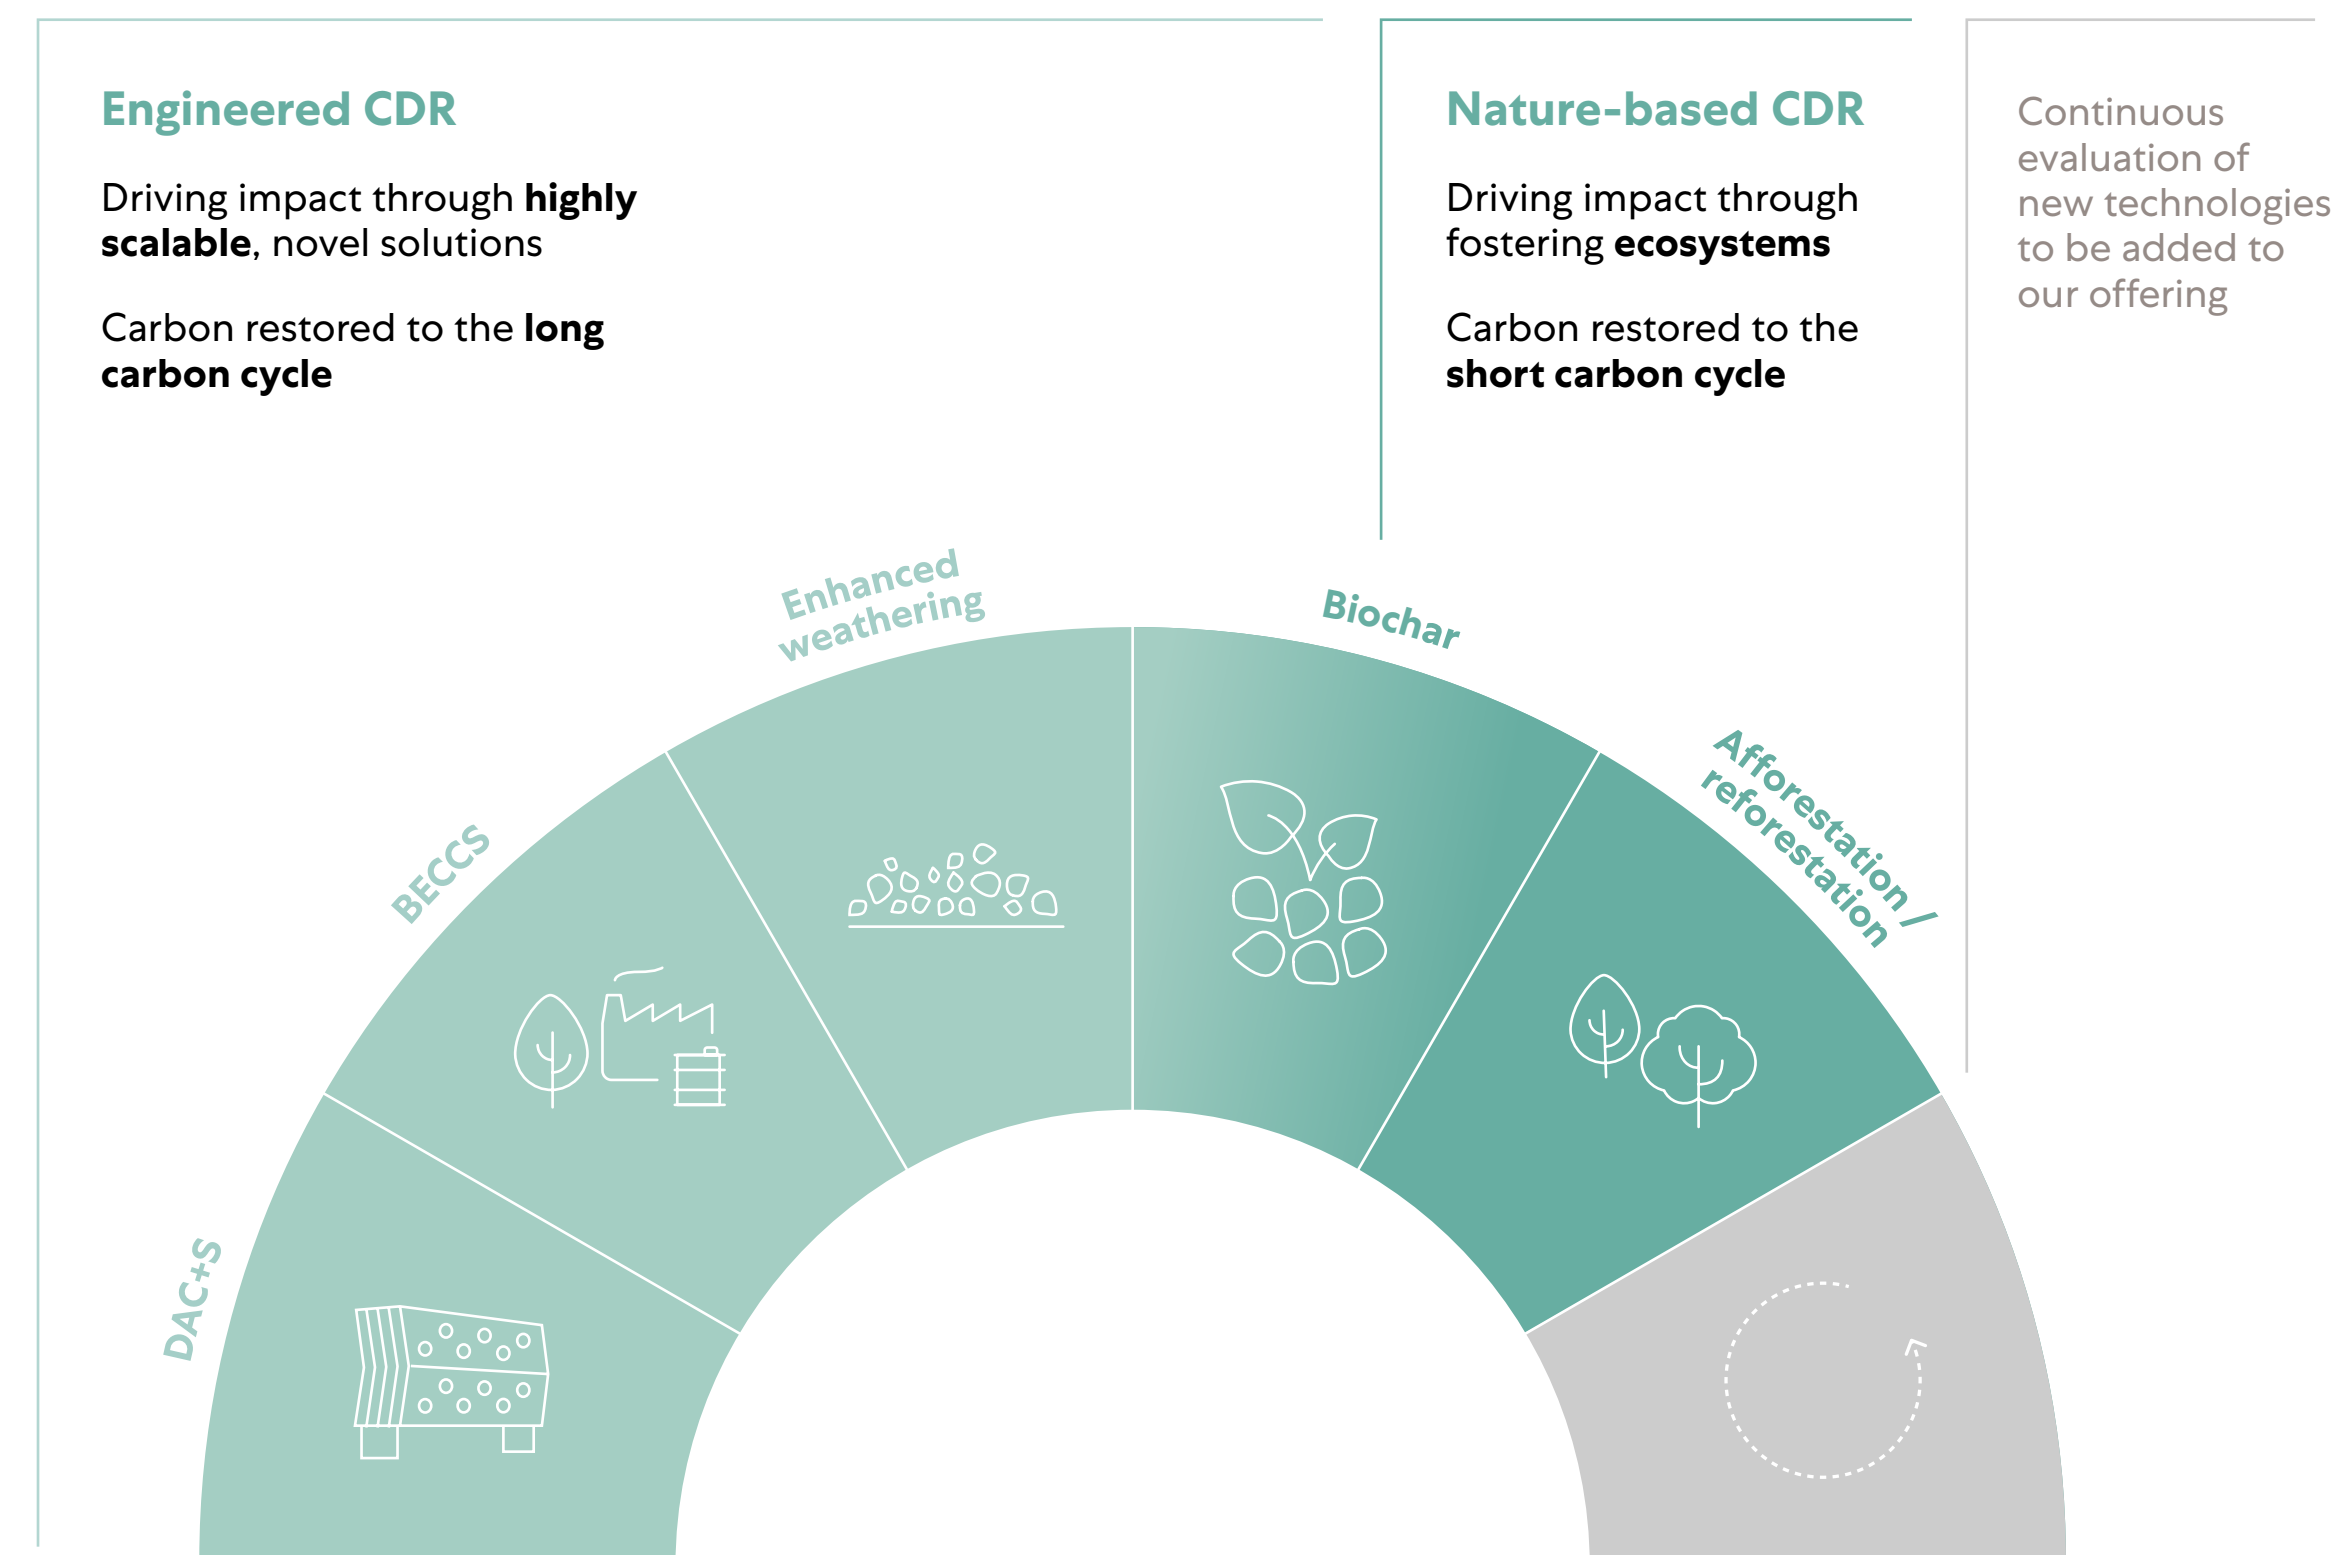 Engineered CDR
Driving impact through highly
scalable, novel solutions
Carbon restored to the long
carbon cycle
Nature-based CDR
Driving impact through
fostering ecosystems
Carbon restored to the
short carbon cycle
Continuous
evaluation of
new technologies
to be added to
our offering
DAC+S
BECCS
Enhanced
weathering
Biochar
Afforestation /
reforestation